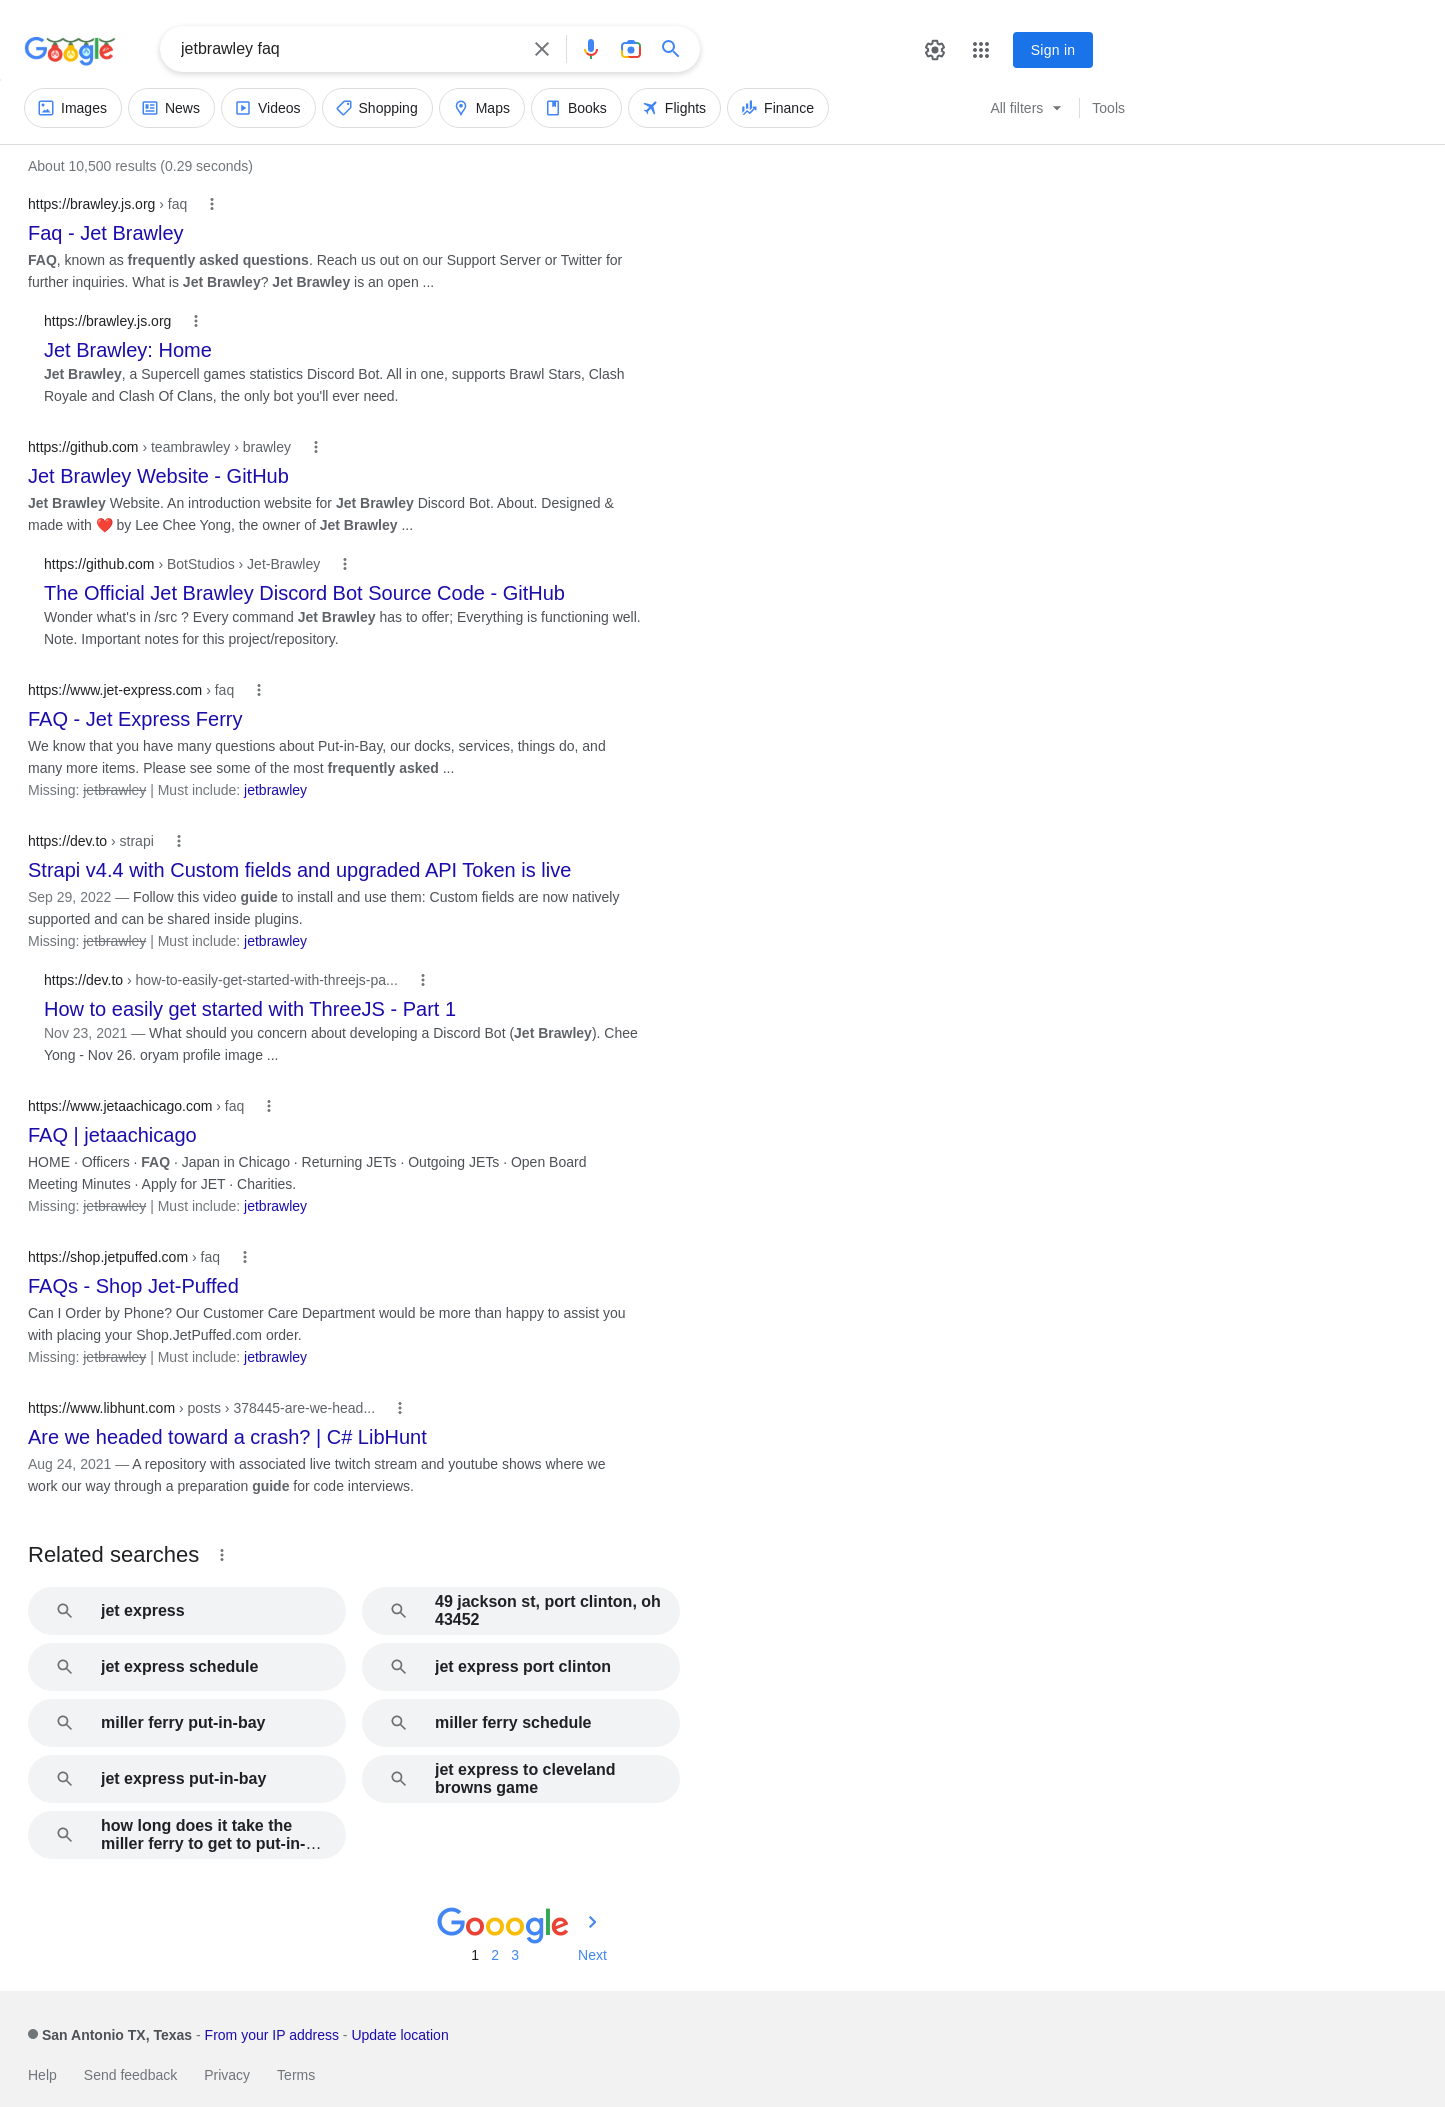 Google
jetbrawley faq
Sign in
Images
News
Videos
Shopping
Maps
Books
Flights
Finance
All filters
Tools
About 10,500 results (0.29 seconds)
https://brawley.js.org › faq
Faq - Jet Brawley
FAQ, known as frequently asked questions. Reach us out on our Support Server or Twitter for
further inquiries. What is Jet Brawley? Jet Brawley is an open ...
https://brawley.js.org
Jet Brawley: Home
Jet Brawley, a Supercell games statistics Discord Bot. All in one, supports Brawl Stars, Clash
Royale and Clash Of Clans, the only bot you'll ever need.
https://github.com › teambrawley › brawley
Jet Brawley Website - GitHub
Jet Brawley Website. An introduction website for Jet Brawley Discord Bot. About. Designed &
made with ❤️ by Lee Chee Yong, the owner of Jet Brawley ...
https://github.com › BotStudios › Jet-Brawley
The Official Jet Brawley Discord Bot Source Code - GitHub
Wonder what's in /src ? Every command Jet Brawley has to offer; Everything is functioning well.
Note. Important notes for this project/repository.
https://www.jet-express.com › faq
FAQ - Jet Express Ferry
We know that you have many questions about Put-in-Bay, our docks, services, things do, and
many more items. Please see some of the most frequently asked ...
Missing: jetbrawley | Must include: jetbrawley
https://dev.to › strapi
Strapi v4.4 with Custom fields and upgraded API Token is live
Sep 29, 2022 — Follow this video guide to install and use them: Custom fields are now natively
supported and can be shared inside plugins.
Missing: jetbrawley | Must include: jetbrawley
https://dev.to › how-to-easily-get-started-with-threejs-pa...
How to easily get started with ThreeJS - Part 1
Nov 23, 2021 — What should you concern about developing a Discord Bot (Jet Brawley). Chee
Yong - Nov 26. oryam profile image ...
https://www.jetaachicago.com › faq
FAQ | jetaachicago
HOME · Officers · FAQ · Japan in Chicago · Returning JETs · Outgoing JETs · Open Board
Meeting Minutes · Apply for JET · Charities.
Missing: jetbrawley | Must include: jetbrawley
https://shop.jetpuffed.com › faq
FAQs - Shop Jet-Puffed
Can I Order by Phone? Our Customer Care Department would be more than happy to assist you
with placing your Shop.JetPuffed.com order.
Missing: jetbrawley | Must include: jetbrawley
https://www.libhunt.com › posts › 378445-are-we-head...
Are we headed toward a crash? | C# LibHunt
Aug 24, 2021 — A repository with associated live twitch stream and youtube shows where we
work our way through a preparation guide for code interviews.
Related searches
jet express
49 jackson st, port clinton, oh
43452
jet express schedule
jet express port clinton
miller ferry put-in-bay
miller ferry schedule
jet express put-in-bay
jet express to cleveland
browns game
how long does it take the
miller ferry to get to put-in-…
Gooogle
1 2 3 Next
San Antonio TX, Texas - From your IP address - Update location
Help Send feedback Privacy Terms